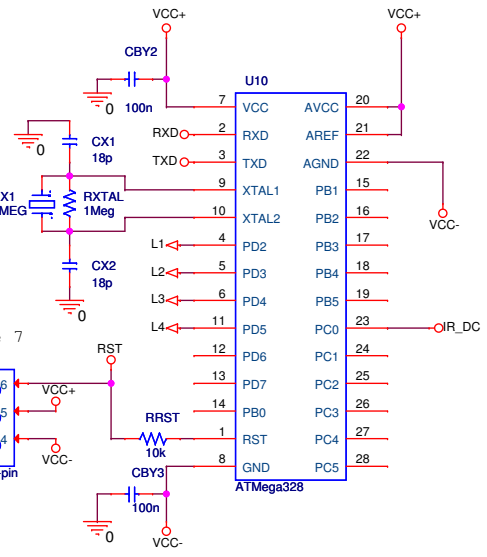 VCC+ VCC+
CBY2
U10
0 100n 7 VCC AVCC 20
RXD 2 RXD AREF 21
CX1 0
18p
TXD 3 TXD AGND 22
X1 RXTAL 9 XTAL1 PB1 15
MEG 1Meg
10 XTAL2 PB2 16
VCC-
L1 4 PD2 PB3 17
CX2
18p
L2 5 PD3 PB4 18
L3 6 PD4 PB5 19
0
L4 11 PD5 PC0 23 IR_DC
7
RST
12 PD6 PC1 24
6 VCC+ 13 PD7 PC2 25
5 14 PB0 PC3 26
RRST
4 1 RST PC4 27
10k
VCC-
8 GND PC5 28
-pin CBY3
ATMega328
100n
0
VCC-